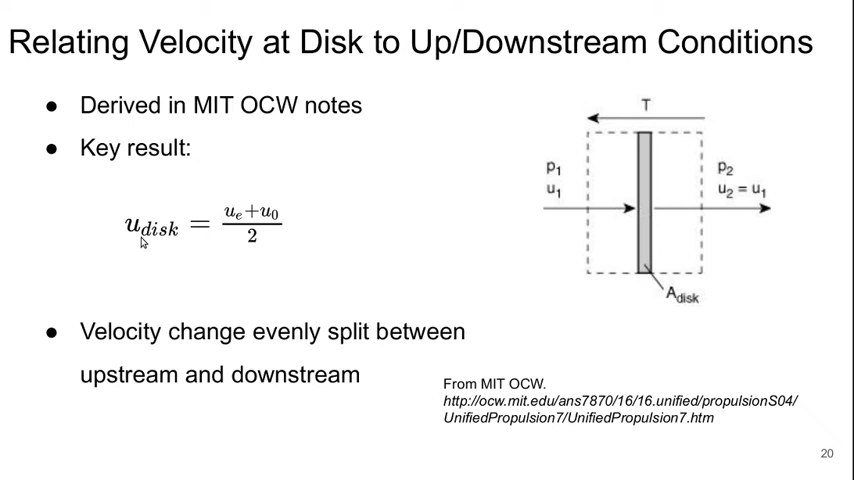 Relating Velocity at Disk to Up/Downstream Conditions
● Derived in MIT OCW notes
● Key result:
u_disk = (u_e+u_0)/2
● Velocity change evenly split between
upstream and downstream
T
p₁
u₁
p₂
u₂ = u₁
A_disk
From MIT OCW.
http://ocw.mit.edu/ans7870/16/16.unified/propulsionS04/
UnifiedPropulsion7/UnifiedPropulsion7.htm
20